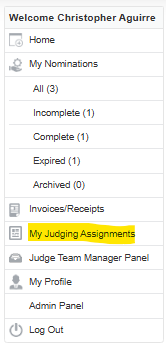 Welcome Christopher Aguirre
Home
My Nominations
All (3)
Incomplete (1)
Complete (1)
Expired (1)
Archived (0)
Invoices/Receipts
My Judging Assignments
Judge Team Manager Panel
My Profile
Admin Panel
Log Out